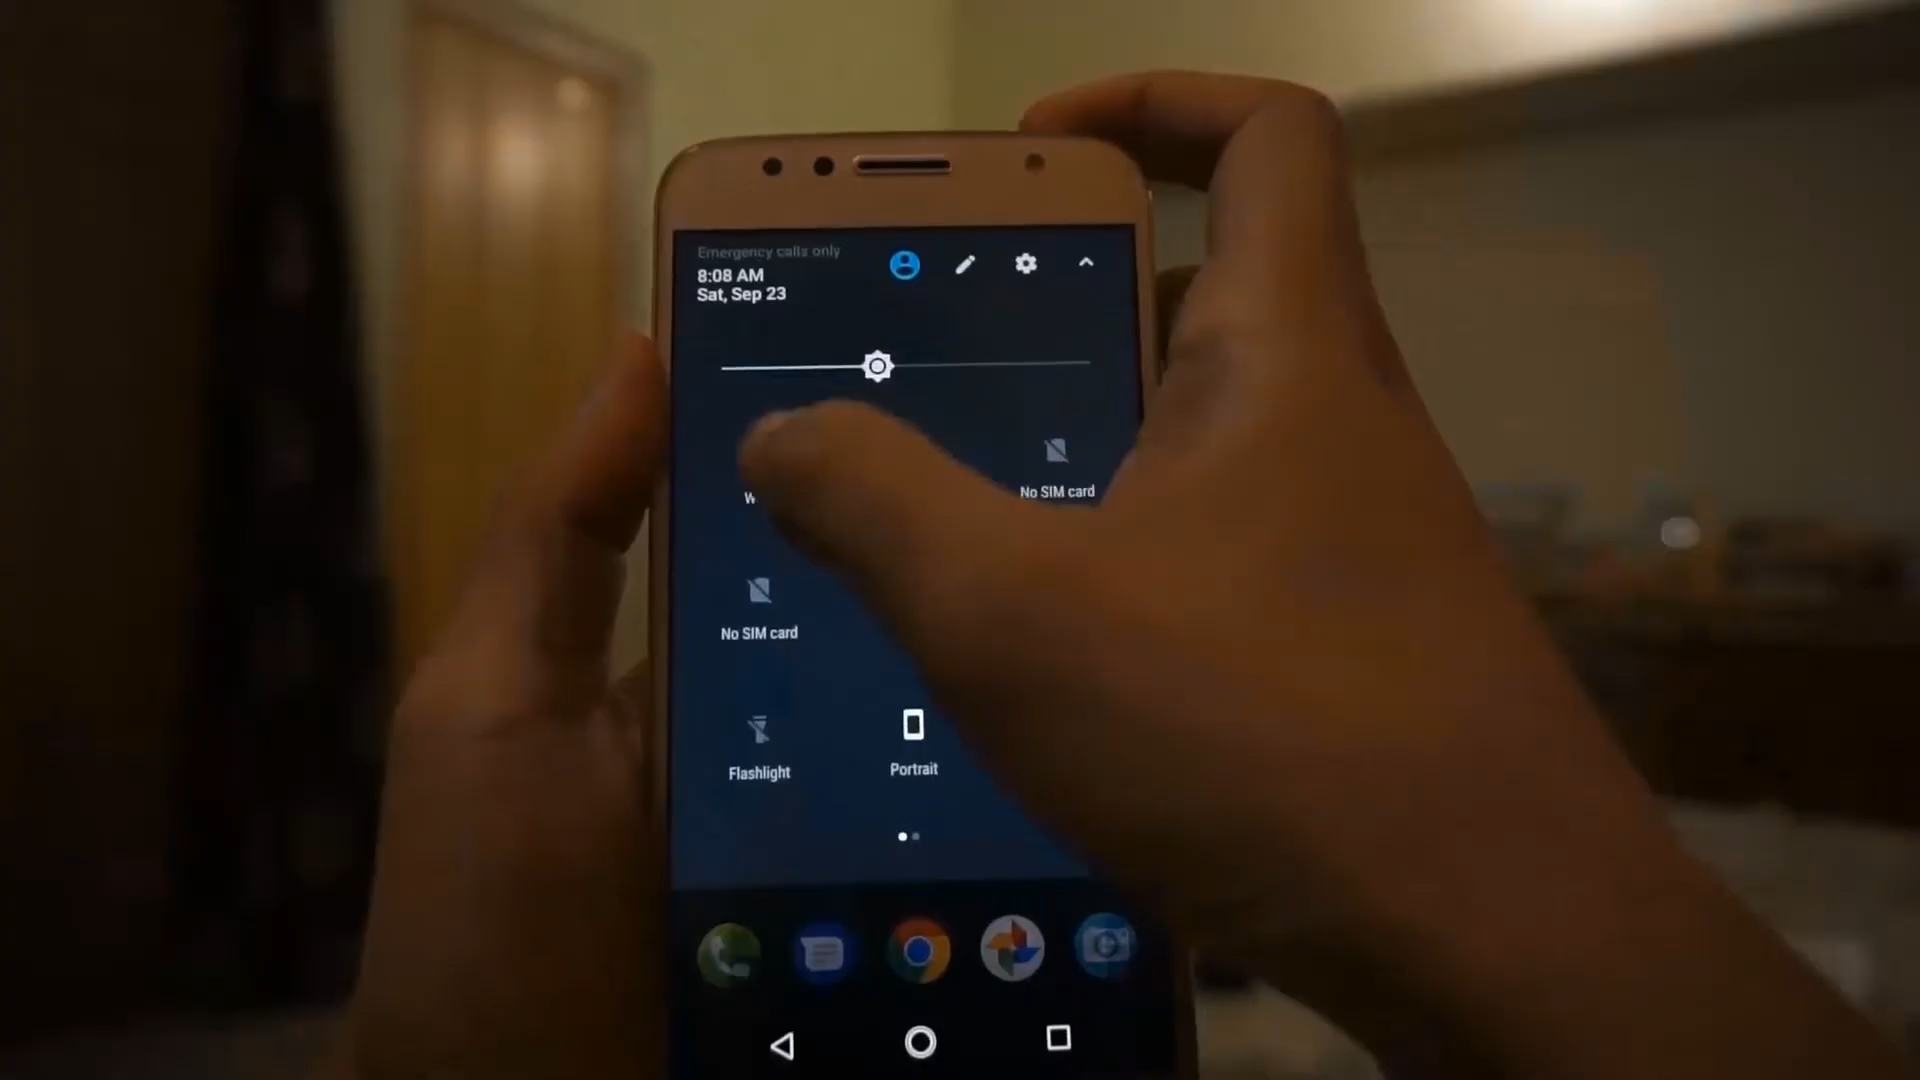 Emergency calls only
8:08 AM
Sat, Sep 23
No SIM card
No SIM card
Flashlight
Portrait